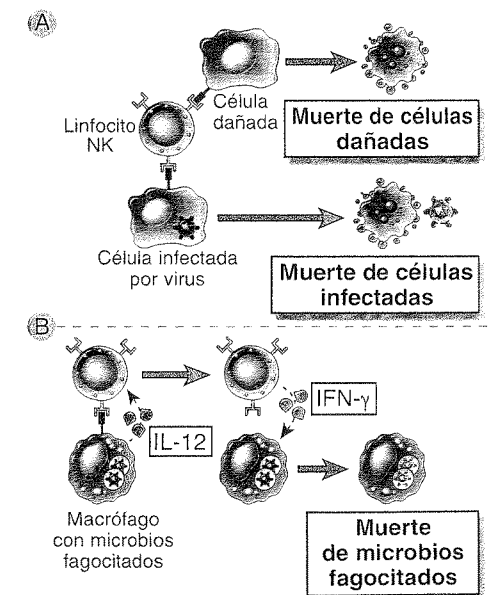 A
Linfocito
NK
Célula
dañada
Muerte de células
dañadas
Célula infectada
por virus
Muerte de células
infectadas
B
IL-12
IFN-γ
Macrófago
con microbios
fagocitados
Muerte
de microbios
fagocitados